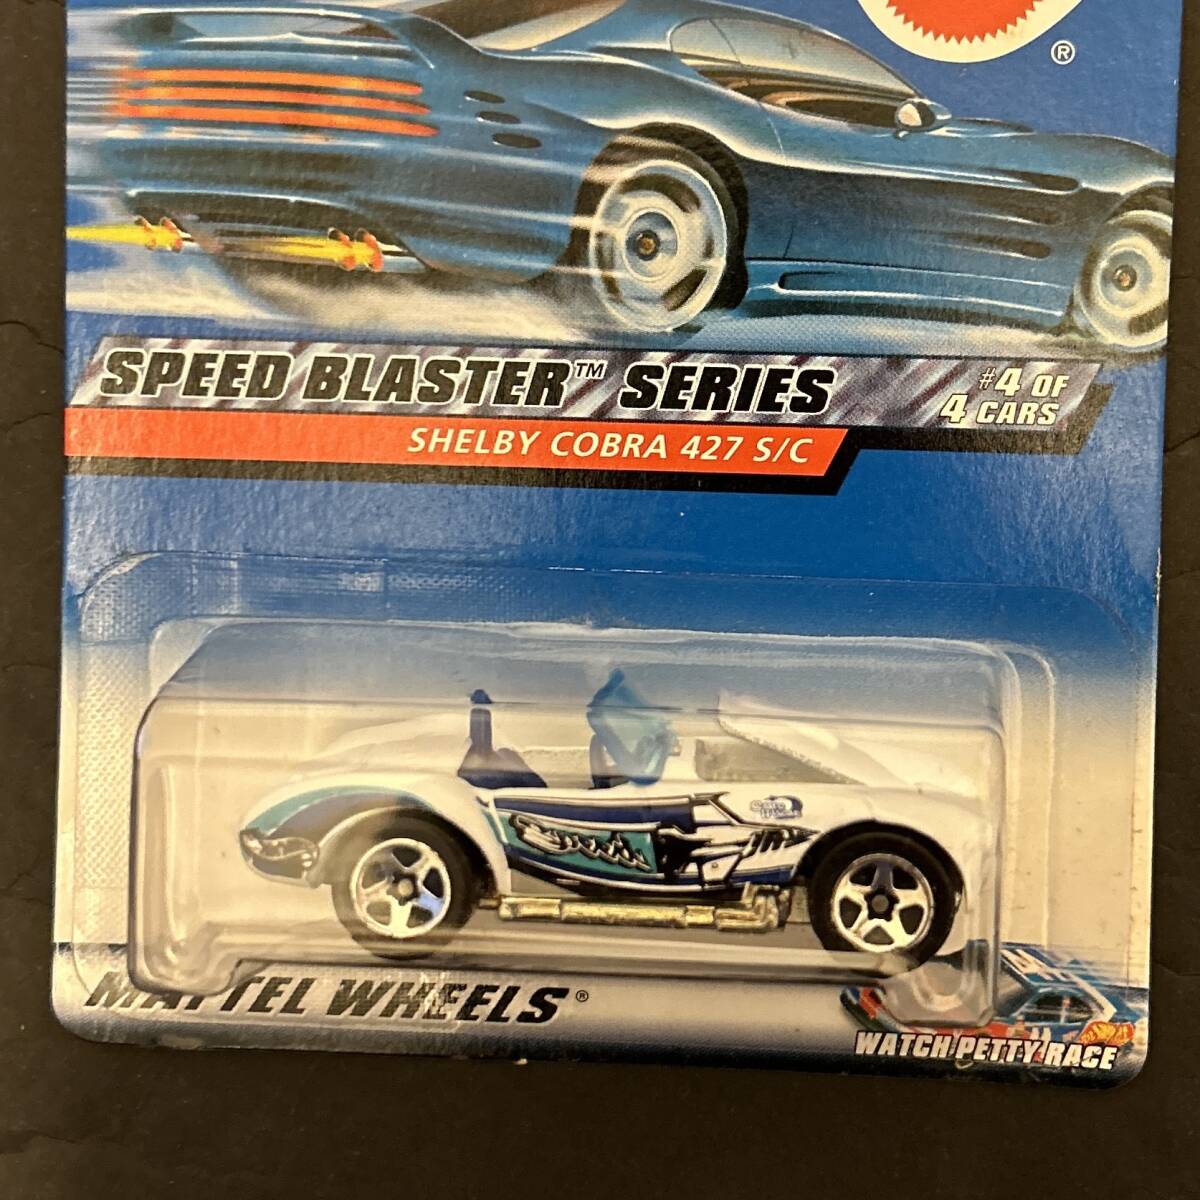 ®
SPEED BLASTER™ SERIES
#4 OF
4 CARS
SHELBY COBRA 427 S/C
MATTEL WHEELS®
WATCH PETTY RACE